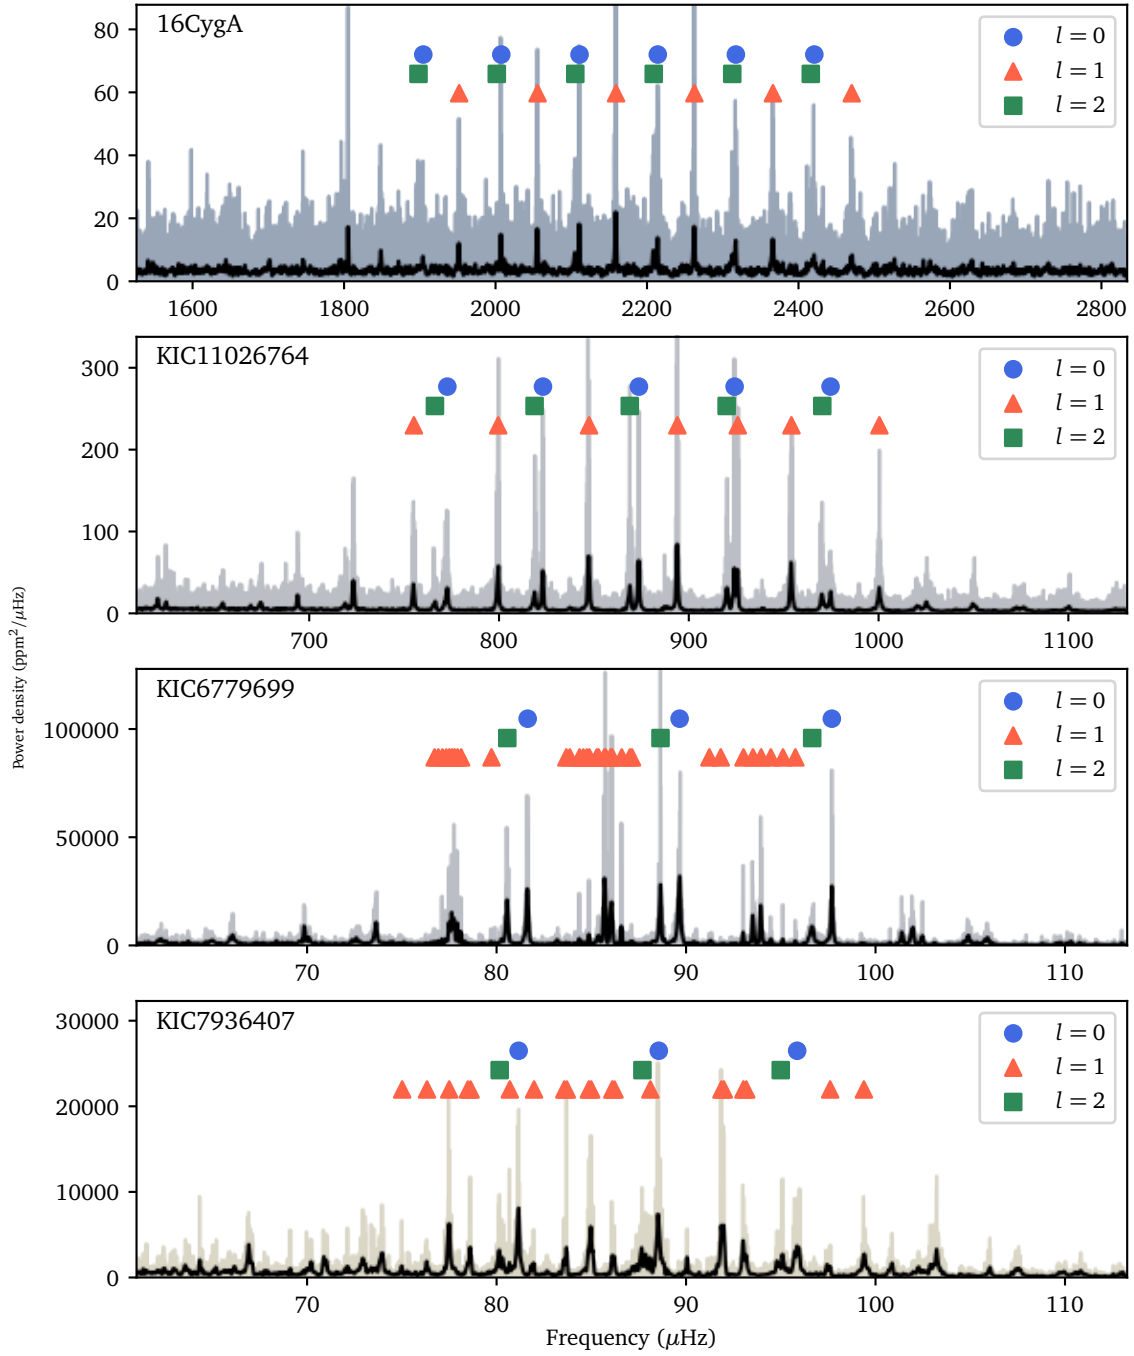 16CygA
l = 0
l = 1
l = 2
80
60
40
20
0
1600 1800 2000 2200 2400 2600 2800
KIC11026764
l = 0
l = 1
l = 2
300
200
100
0
700 800 900 1000 1100
Power density (ppm²/μHz)
KIC6779699
l = 0
l = 1
l = 2
100000
50000
0
70 80 90 100 110
KIC7936407
l = 0
l = 1
l = 2
30000
20000
10000
0
70 80 90 100 110
Frequency (μHz)